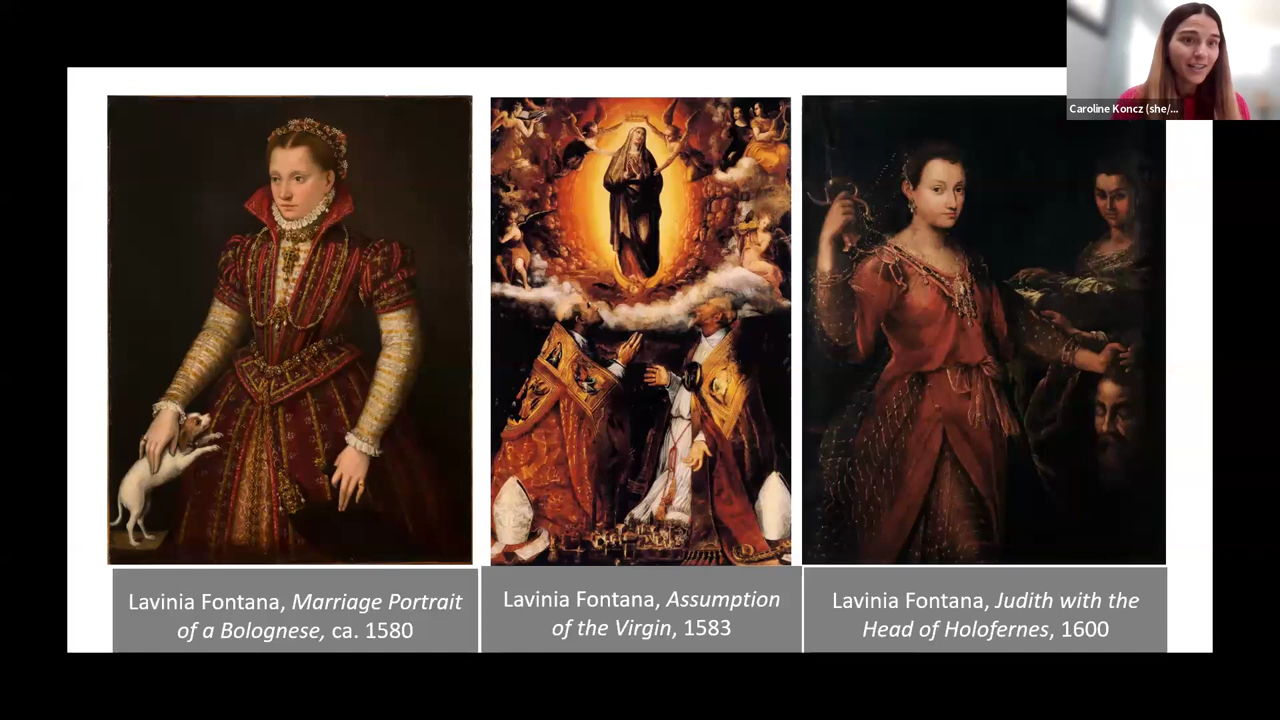 Caroline Koncz (she/...
Lavinia Fontana, Marriage Portrait
of a Bolognese, ca. 1580
Lavinia Fontana, Assumption
of the Virgin, 1583
Lavinia Fontana, Judith with the
Head of Holofernes, 1600